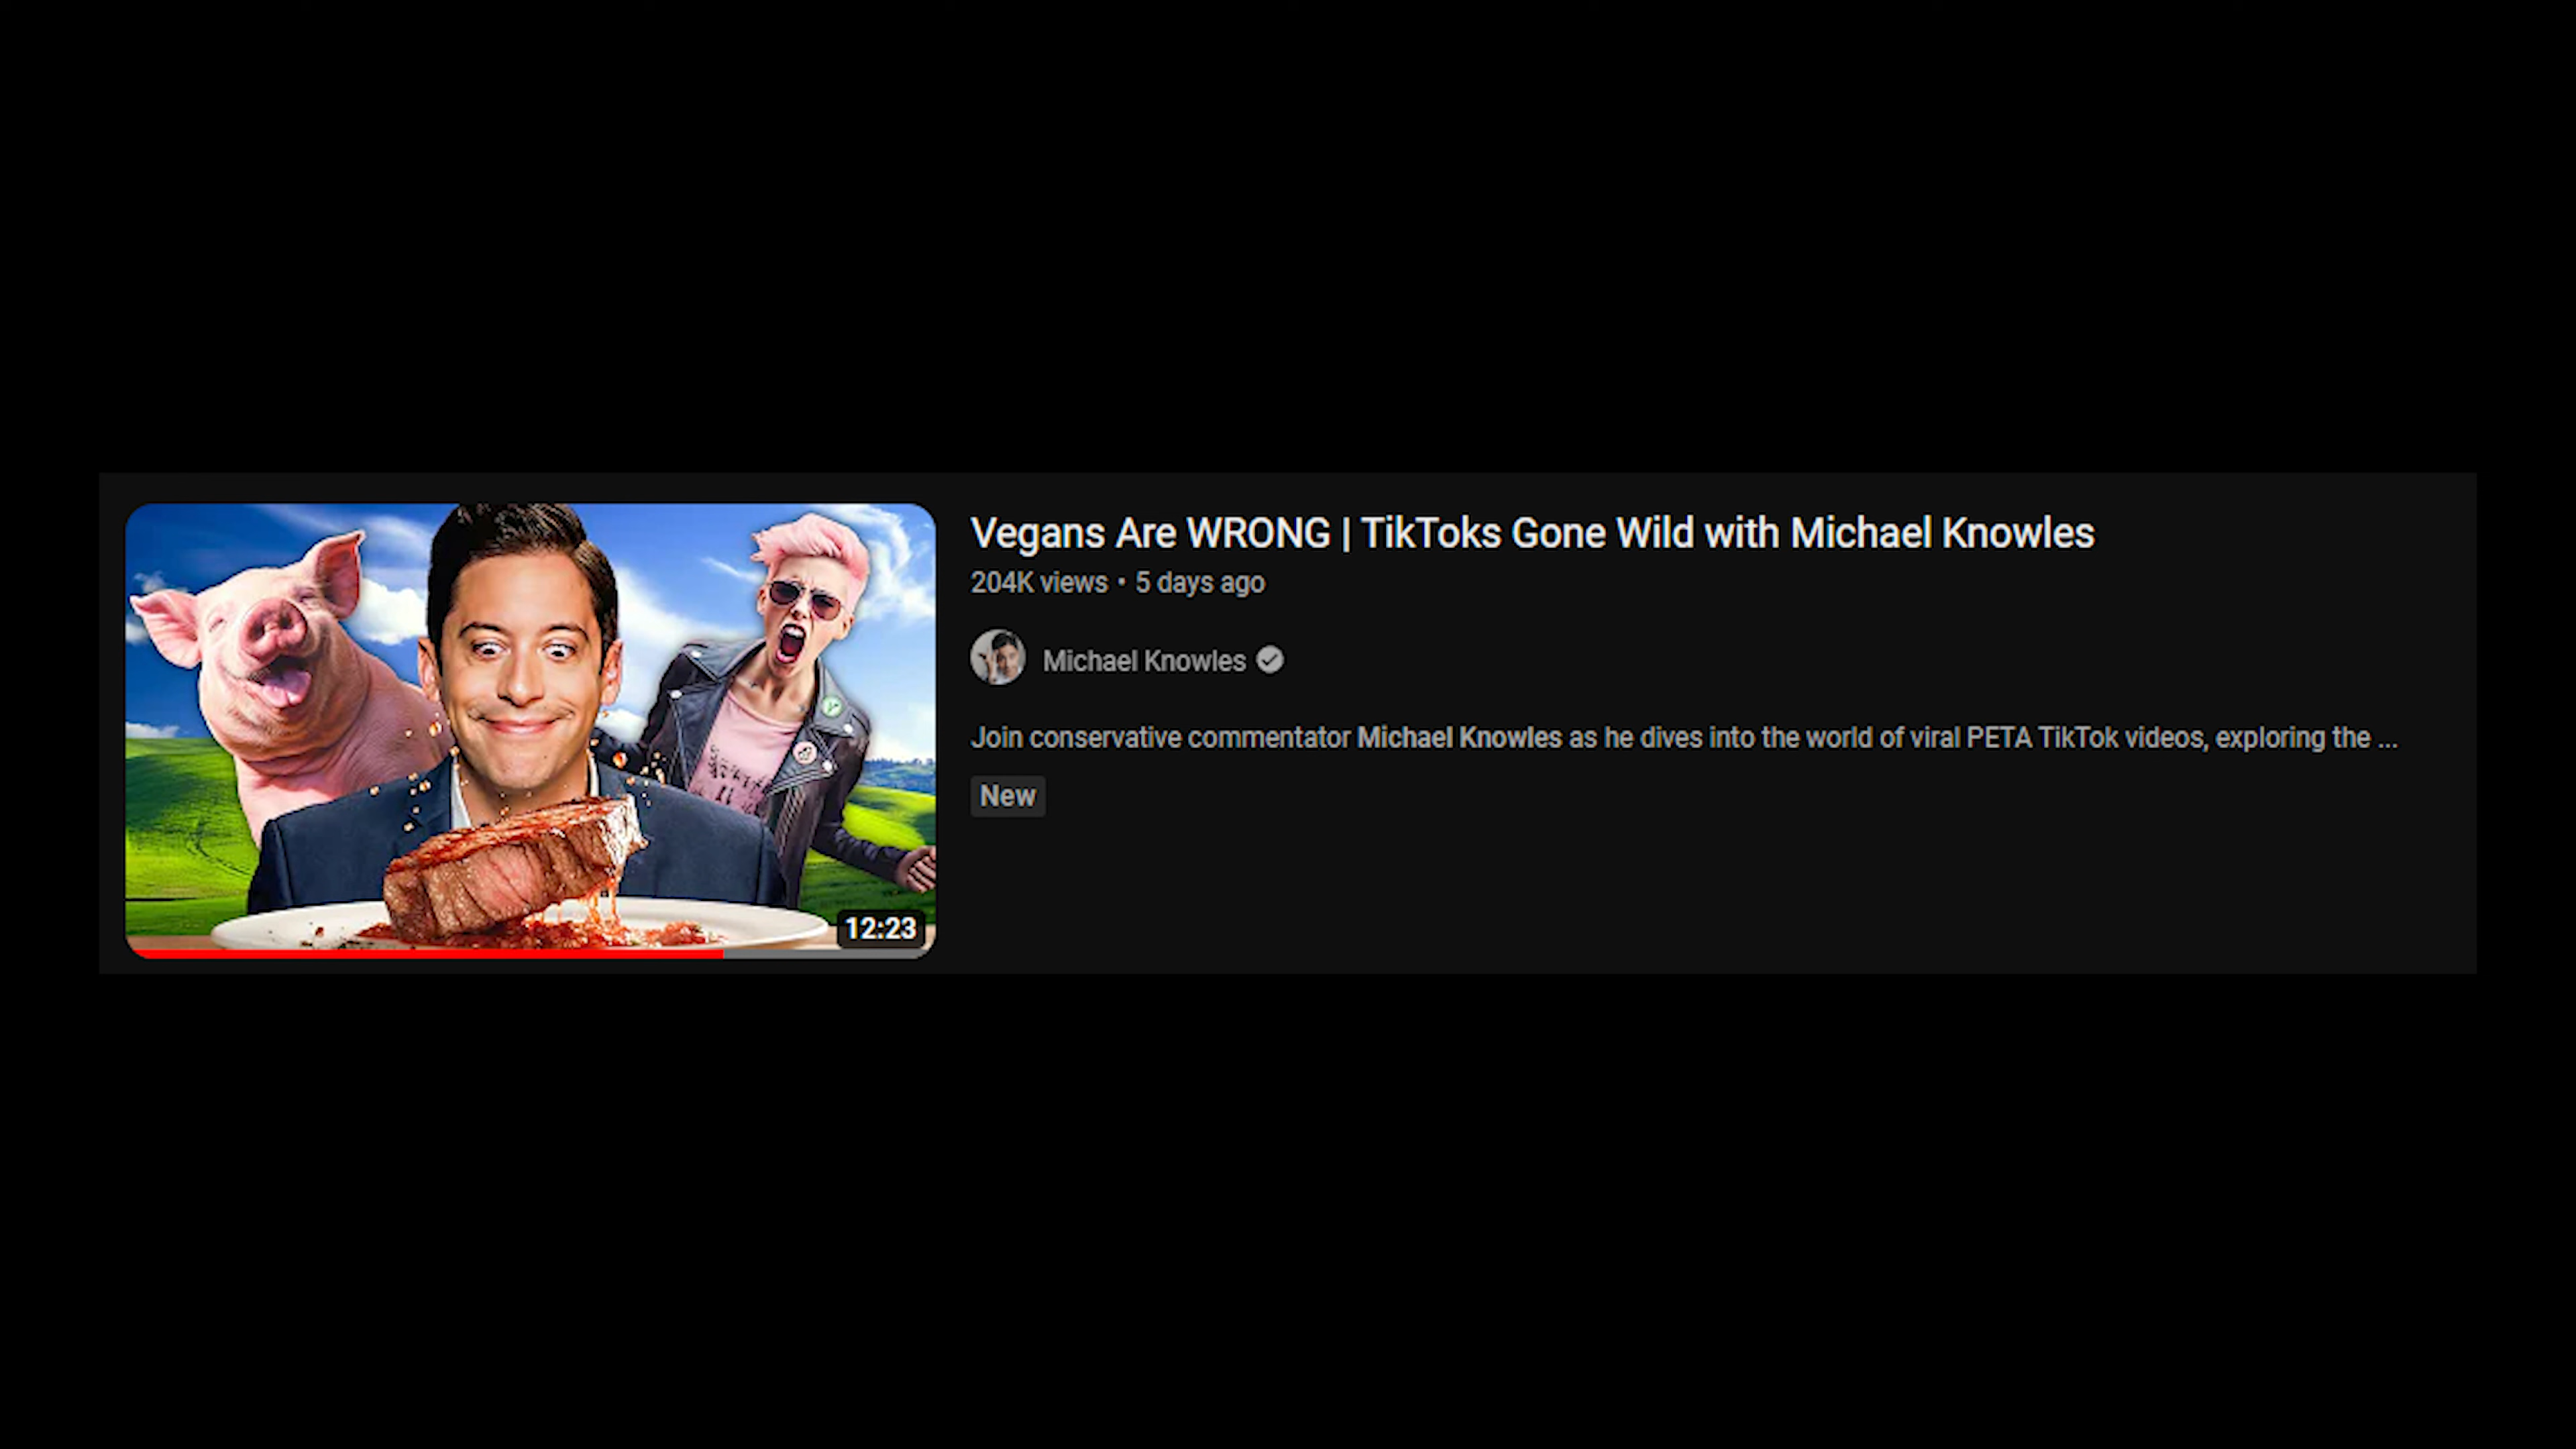 Vegans Are WRONG | TikToks Gone Wild with Michael Knowles
204K views • 5 days ago
Michael Knowles
Join conservative commentator Michael Knowles as he dives into the world of viral PETA TikTok videos, exploring the ...
New
12:23